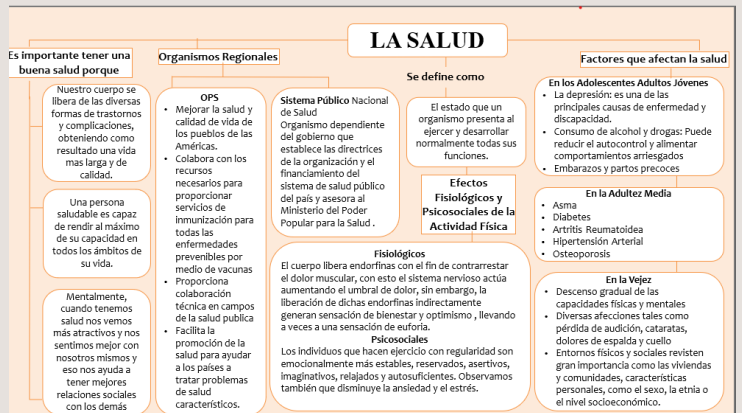 LA SALUD
Es importante tener una
buena salud porque
Nuestro cuerpo se
libera de las diversas
formas de trastornos
y complicaciones,
obteniendo como
resultado una vida
mas larga y de
calidad.
Una persona
saludable es capaz
de rendir al máximo
de su capacidad en
todos los ámbitos de
su vida.
Mentalmente,
cuando tenemos
salud nos vemos
más atractivos y nos
sentimos mejor con
nosotros mismos y
eso nos ayuda a
tener mejores
relaciones sociales
con los demás
Organismos Regionales
OPS
• Mejorar la salud y
calidad de vida de
los pueblos de las
Américas.
• Colabora con los
recursos
necesarios para
proporcionar
servicios de
inmunización para
todas las
enfermedades
prevenibles por
medio de vacunas
• Proporciona
colaboración
técnica en campos
de la salud publica
• Facilita la
promoción de la
salud para ayudar
a los países a
tratar problemas
de salud
característicos.
Sistema Público Nacional
de Salud
Organismo dependiente
del gobierno que
establece las directrices
de la organización y el
financiamiento del
sistema de salud público
del país y asesora al
Ministerio del Poder
Popular para la Salud .
Se define como
El estado que un
organismo presenta al
ejercer y desarrollar
normalmente todas sus
funciones.
Efectos
Fisiológicos y
Psicosociales de la
Actividad Física
Fisiológicos
El cuerpo libera endorfinas con el fin de contrarrestar
el dolor muscular, con esto el sistema nervioso actúa
aumentando el umbral de dolor, sin embargo, la
liberación de dichas endorfinas indirectamente
generan sensación de bienestar y optimismo , llevando
a veces a una sensación de euforia.
Psicosociales
Los individuos que hacen ejercicio con regularidad son
emocionalmente más estables, reservados, asertivos,
imaginativos, relajados y autosuficientes. Observamos
también que disminuye la ansiedad y el estrés.
Factores que afectan la salud
En los Adolescentes Adultos Jóvenes
• La depresión: es una de las
principales causas de enfermedad y
discapacidad.
• Consumo de alcohol y drogas: Puede
reducir el autocontrol y alimentar
comportamientos arriesgados
• Embarazos y partos precoces
En la Adultez Media
• Asma
• Diabetes
• Artritis Reumatoidea
• Hipertensión Arterial
• Osteoporosis
En la Vejez
• Descenso gradual de las
capacidades físicas y mentales
• Diversas afecciones tales como
pérdida de audición, cataratas,
dolores de espalda y cuello
• Entornos físicos y sociales revisten
gran importancia como las viviendas
y comunidades, características
personales, como el sexo, la etnia o
el nivel socioeconómico.